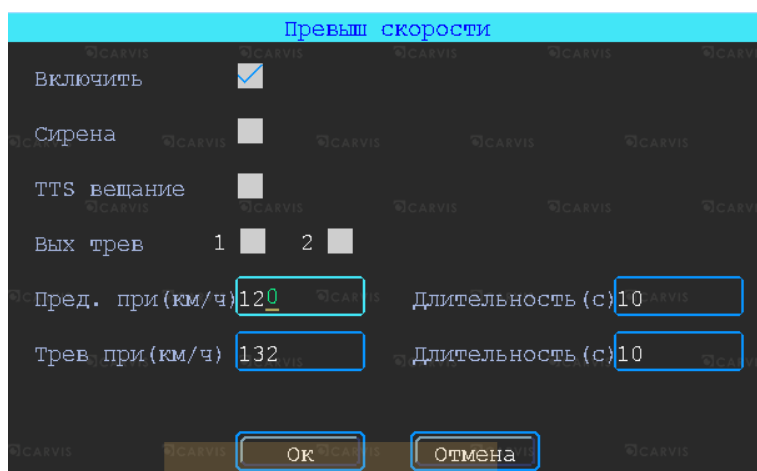 Превыш скорости
Включить
Сирена
TTS вещание
Вых трев 1 2
Пред. при(км/ч) 120 Длительность(с) 10
Трев при(км/ч) 132 Длительность(с) 10
Ок Отмена
CARVIS